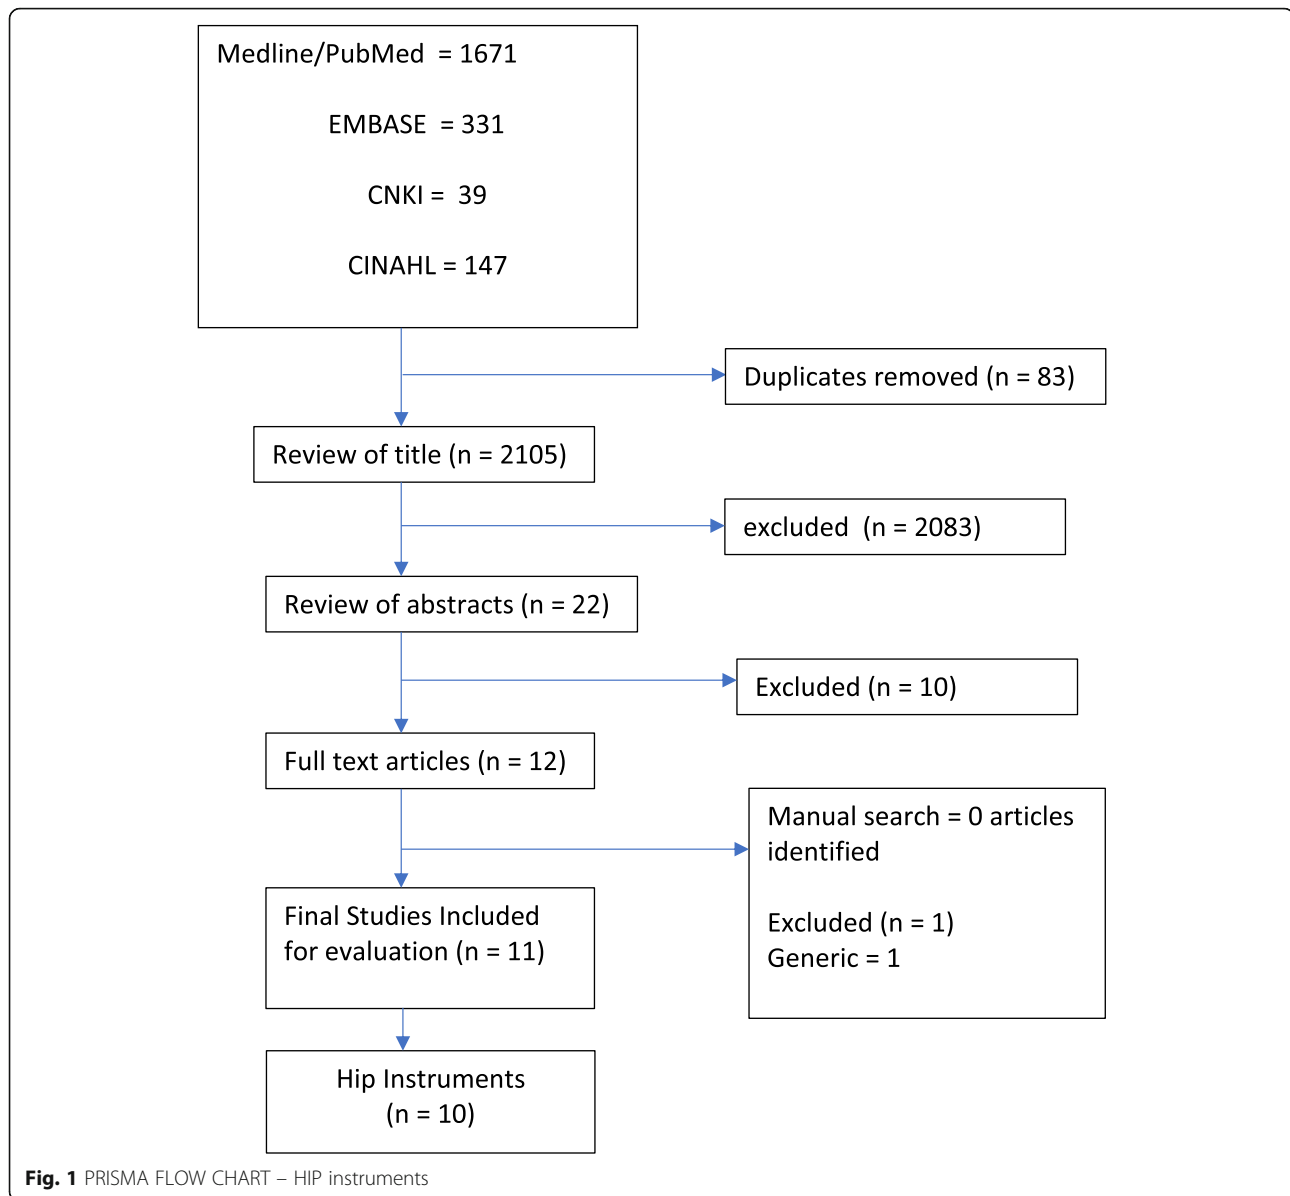 Medline/PubMed = 1671
EMBASE = 331
CNKI = 39
CINAHL = 147
Duplicates removed (n = 83)
Review of title (n = 2105)
excluded (n = 2083)
Review of abstracts (n = 22)
Excluded (n = 10)
Full text articles (n = 12)
Manual search = 0 articles
identified
Excluded (n = 1)
Generic = 1
Final Studies Included
for evaluation (n = 11)
Hip Instruments
(n = 10)
Fig. 1 PRISMA FLOW CHART – HIP instruments